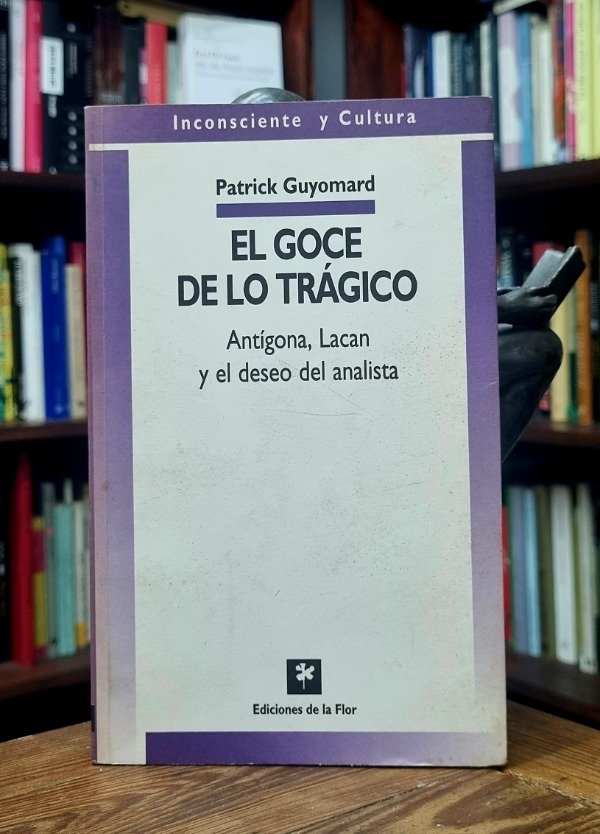 Inconsciente y Cultura
Patrick Guyomard
EL GOCE
DE LO TRÁGICO
Antígona, Lacan
y el deseo del analista
Ediciones de la Flor